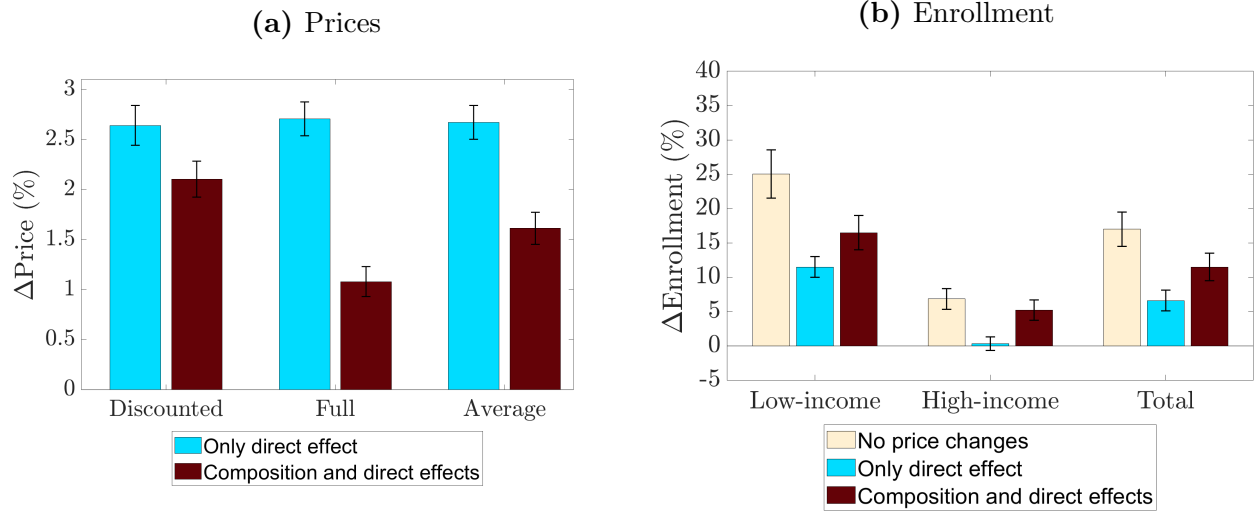 (a) Prices
3
2.5
2
1.5
1
0.5
0
ΔPrice (%)
Discounted Full Average
Only direct effect
Composition and direct effects
(b) Enrollment
40
35
30
25
20
15
10
5
0
-5
ΔEnrollment (%)
Low-income High-income Total
No price changes
Only direct effect
Composition and direct effects